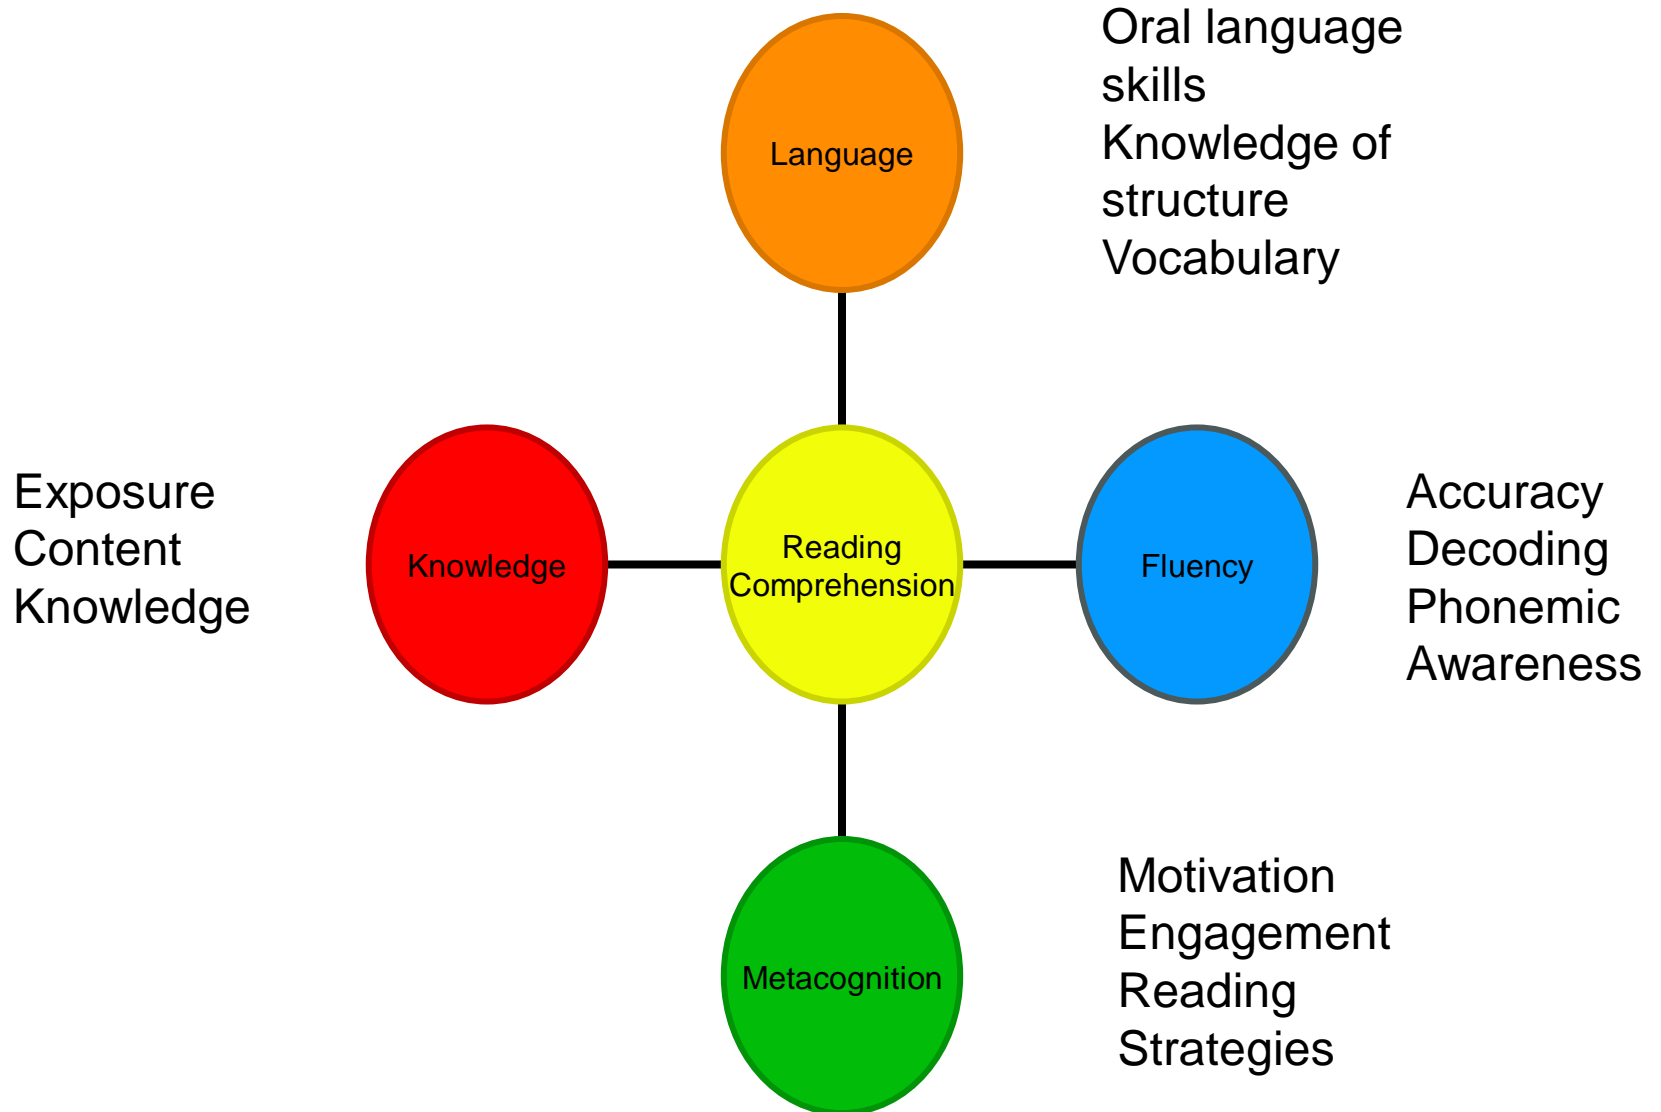 Oral language
skills
Knowledge of
structure
Vocabulary
Language
Exposure
Content
Knowledge
Knowledge
Reading
Comprehension
Fluency
Accuracy
Decoding
Phonemic
Awareness
Metacognition
Motivation
Engagement
Reading
Strategies